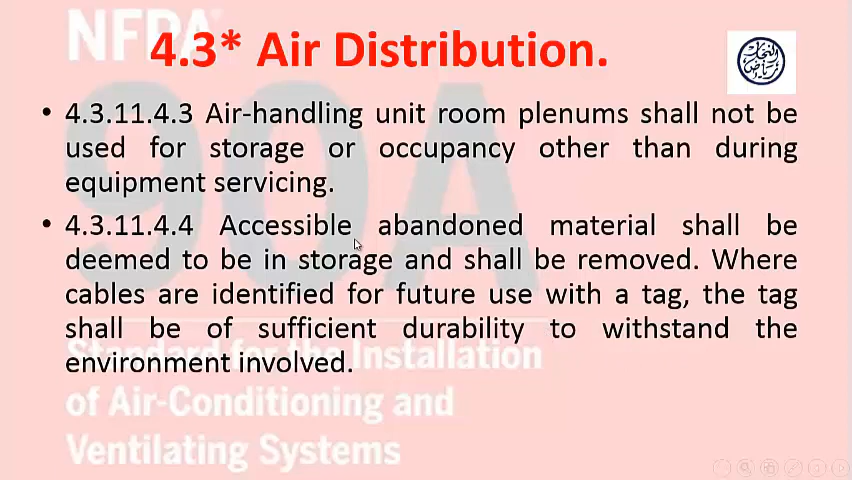 NFPA
4.3* Air Distribution.
• 4.3.11.4.3 Air-handling unit room plenums shall not be
used for storage or occupancy other than during
equipment servicing.
• 4.3.11.4.4 Accessible abandoned material shall be
deemed to be in storage and shall be removed. Where
cables are identified for future use with a tag, the tag
shall be of sufficient durability to withstand the
environment involved.
90A
Standard for the Installation
of Air-Conditioning and
Ventilating Systems